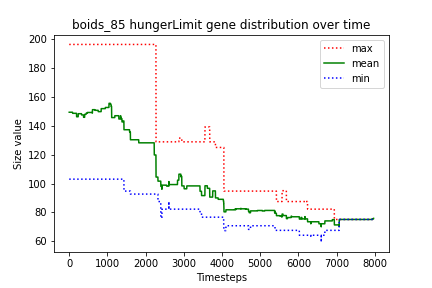 boids_85 hungerLimit gene distribution over time
200
180
160
140
120
100
80
60
Size value
max
mean
min
0
1000
2000
3000
4000
5000
6000
7000
8000
Timesteps